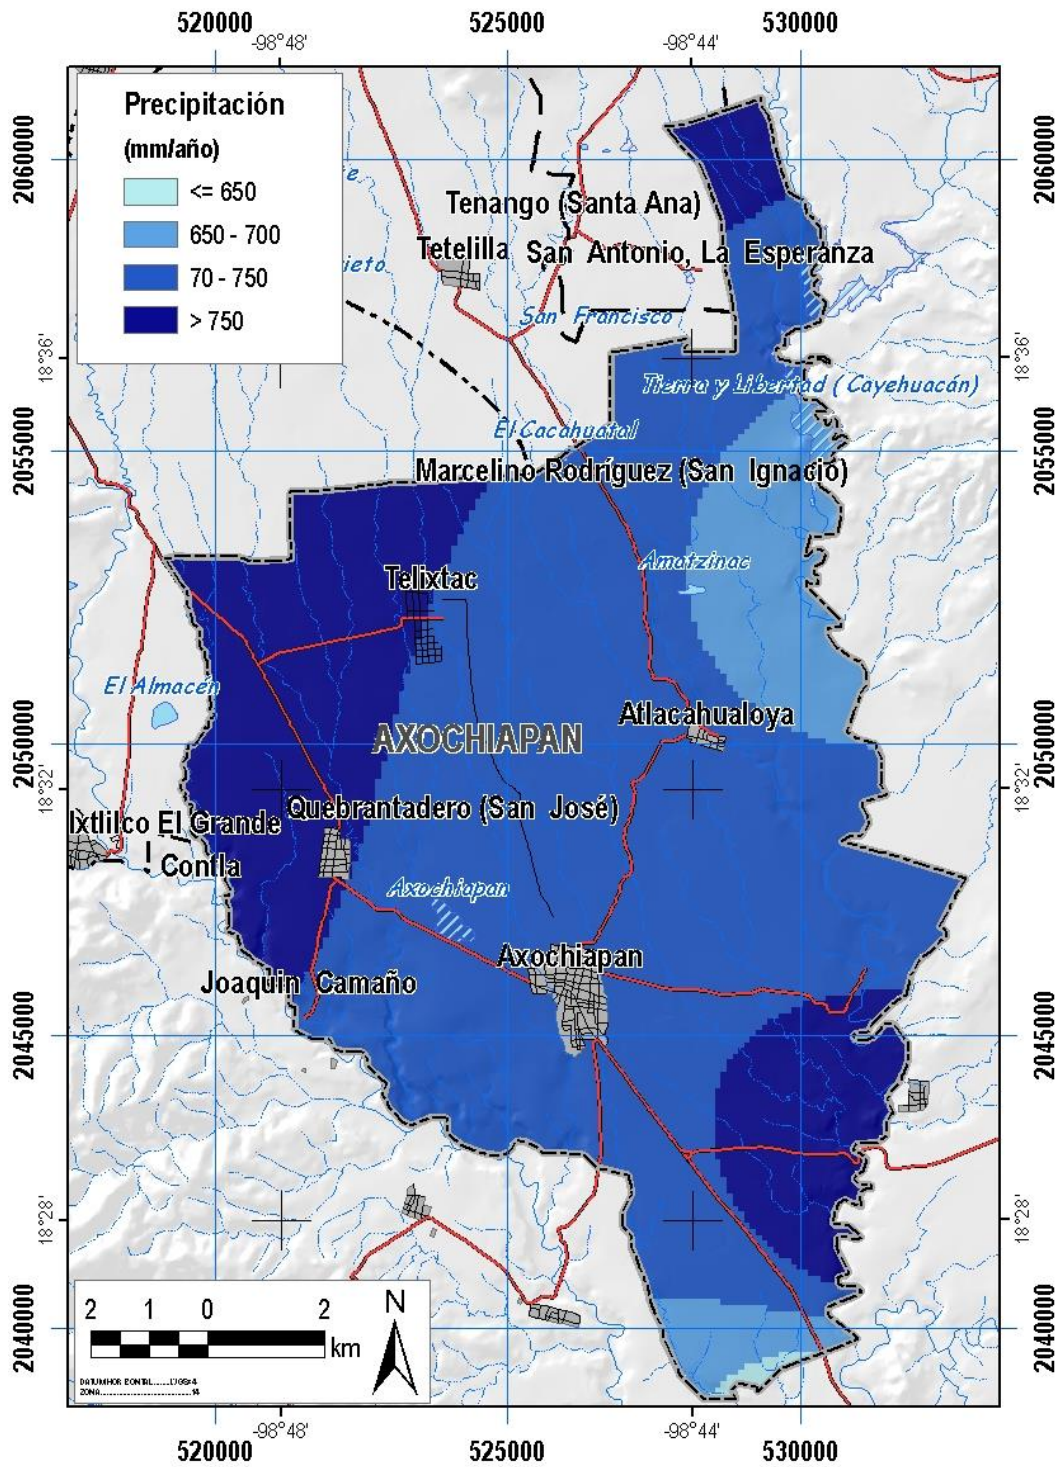 520000 525000 530000
-98°48' -98°44'
Precipitación
(mm/año)
<= 650
650 - 700
70 - 750
> 750
2060000
2060000
Tenango (Santa Ana)
Tetelilla
San Antonio, La Esperanza
ieto
San Francisco
18°36'
18°36'
Tierra y Libertad (Cayehuacán)
El Cacahuatal
2055000
2055000
Marcelino Rodríguez (San Ignacio)
Amatzinac
Telixtac
El Almacén
Atlacahualoya
AXOCHIAPAN
2050000
2050000
18°32'
18°32'
Quebrantadero (San José)
Ixtlilco El Grande
Contla
Axochiapan
Axochiapan
Joaquin Camaño
2045000
2045000
18°28'
18°28'
2 1 0 2
km
N
ZONA 14
2040000
2040000
-98°48' -98°44'
520000 525000 530000